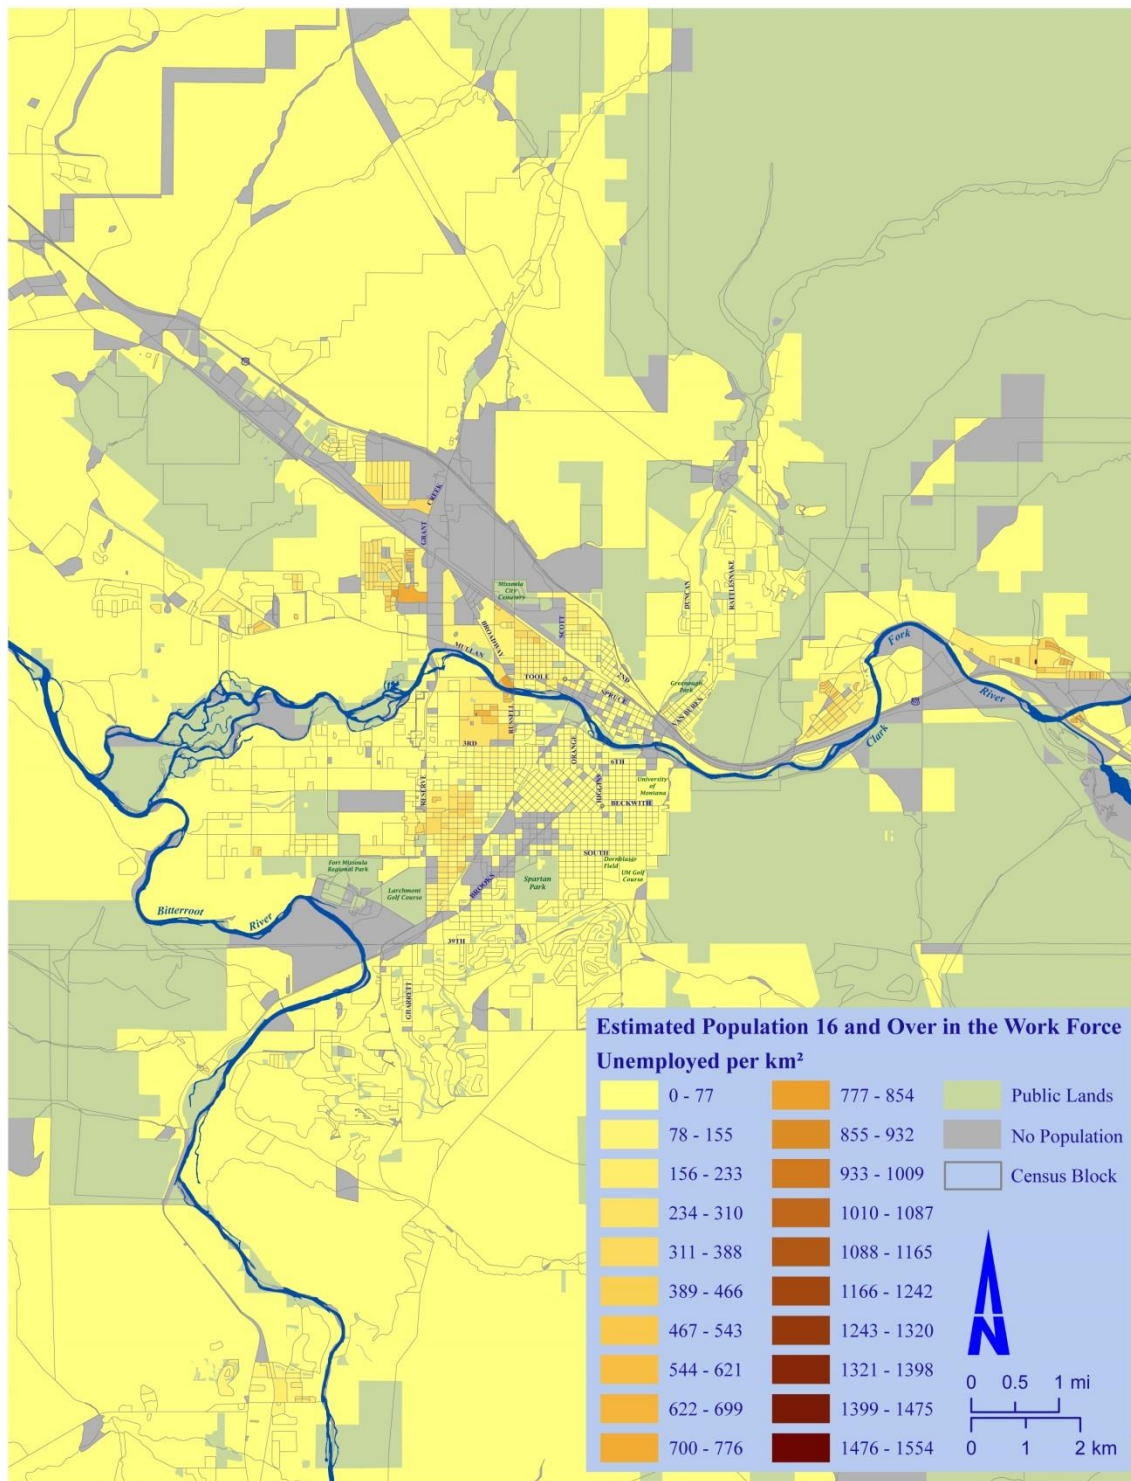 CREEK
GRANT
Missoula
City
Cemetery
SCOTT
BROADWAY
MULLAN
TOOLE
2ND
SPRUCE
DUNCAN
RATTLESNAKE
Greenough
Park
VAN BUREN
Fork
River
Clark
RUSSELL
3RD
ORANGE
6TH
HIGGINS
University
of
Montana
BECKWITH
RESERVE
SOUTH
Dornblaser
Field
UM Golf
Course
Fort Missoula
Regional Park
Larchmont
Golf Course
BROOKS
Spartan
Park
Bitterroot
River
39TH
GHARRETT
Estimated Population 16 and Over in the Work Force
Unemployed per km²
0 - 77
78 - 155
156 - 233
234 - 310
311 - 388
389 - 466
467 - 543
544 - 621
622 - 699
700 - 776
777 - 854
855 - 932
933 - 1009
1010 - 1087
1088 - 1165
1166 - 1242
1243 - 1320
1321 - 1398
1399 - 1475
1476 - 1554
Public Lands
No Population
Census Block
N
0 0.5 1 mi
0 1 2 km